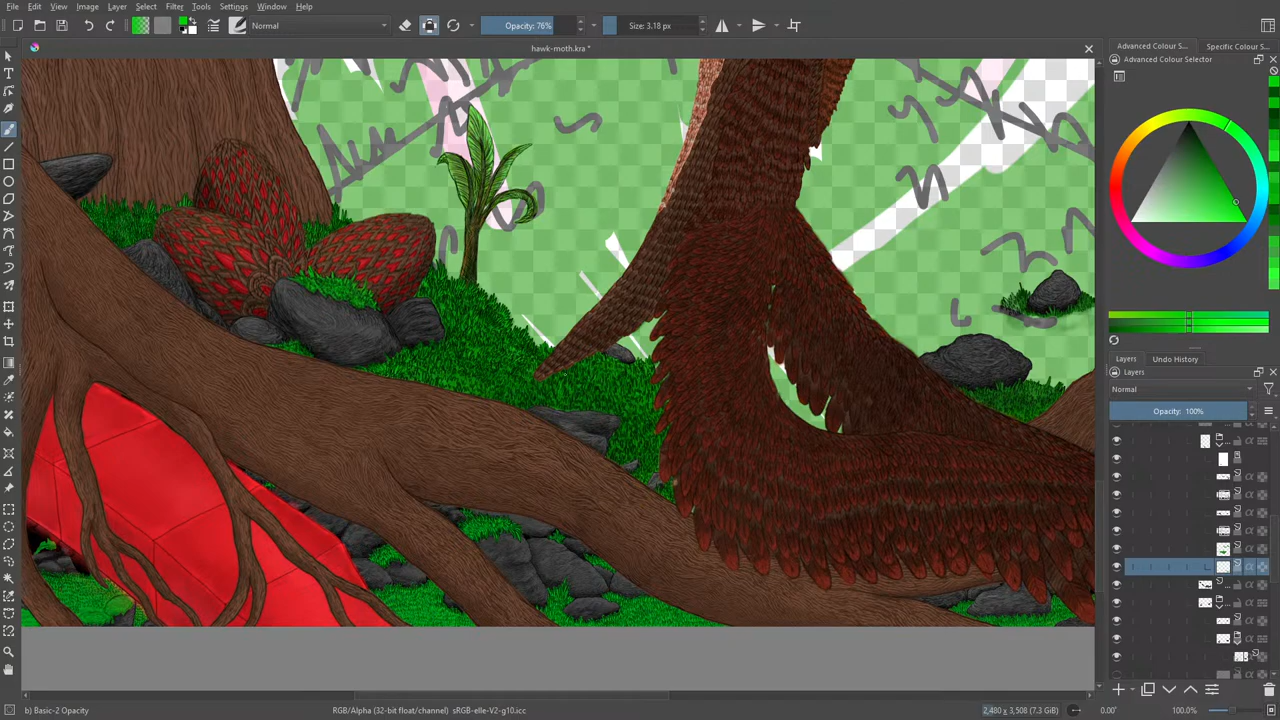 File Edit View Image Layer Select Filter Tools Settings Window Help
Normal Opacity: 76% Size: 3.18 px
hawk-moth.kra *
Advanced Colour S... Specific Colour S...
Advanced Colour Selector
Layers Undo History
Layers
Normal
Opacity: 100%
b) Basic-2 Opacity RGB/Alpha (32-bit float/channel) sRGB-elle-V2-g10.icc 2,480 x 3,508 (7.3 GiB) 0.00° 100.0%